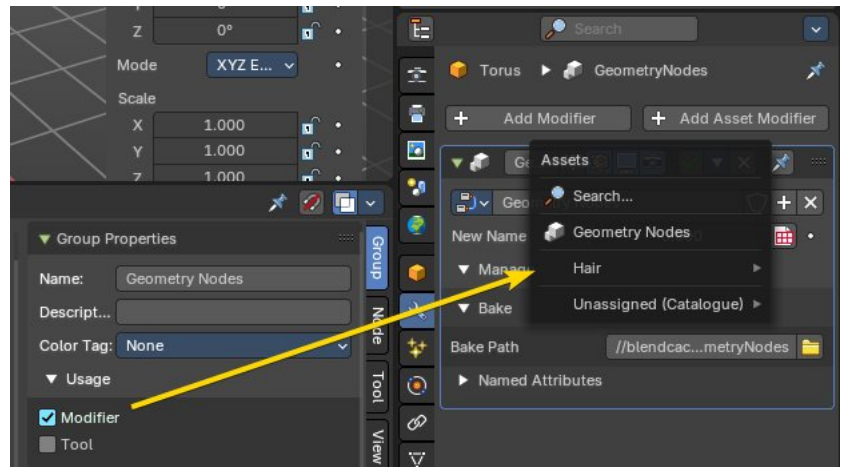 Z 0°
Mode XYZ E...
Scale
X 1.000
Y 1.000
Z 1.000
Group Properties
Name: Geometry Nodes
Descript...
Color Tag: None
Usage
Modifier
Tool
Group
Node
Tool
View
Search
Torus GeometryNodes
+ Add Modifier + Add Asset Modifier
Assets
Search...
Geometry Nodes
Hair
Unassigned (Catalogue)
New Name
Bake
Bake Path //blendcac...metryNodes
Named Attributes